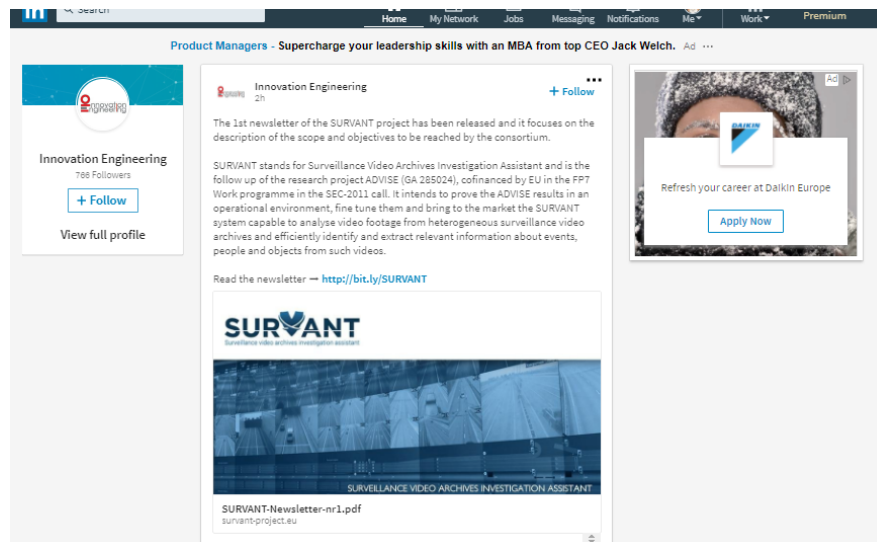 in
Search
Home
My Network
Jobs
Messaging
Notifications
Me
Work
Premium
Product Managers - Supercharge your leadership skills with an MBA from top CEO Jack Welch. Ad ...
Innovation Engineering
Innovation Engineering
766 Followers
+ Follow
View full profile
Innovation Engineering
2h
+ Follow
The 1st newsletter of the SURVANT project has been released and it focuses on the
description of the scope and objectives to be reached by the consortium.
SURVANT stands for Surveillance Video Archives Investigation Assistant and is the
follow up of the research project ADVISE (GA 285024), cofinanced by EU in the FP7
Work programme in the SEC-2011 call. It intends to prove the ADVISE results in an
operational environment, fine tune them and bring to the market the SURVANT
system capable to analyse video footage from heterogeneous surveillance video
archives and efficiently identify and extract relevant information about events,
people and objects from such videos.
Read the newsletter — http://bit.ly/SURVANT
SURVANT
Surveillance video archives investigation assistant
SURVEILLANCE VIDEO ARCHIVES INVESTIGATION ASSISTANT
SURVANT-Newsletter-nr1.pdf
survant-project.eu
Ad
DAIKIN
Refresh your career at Daikin Europe
Apply Now